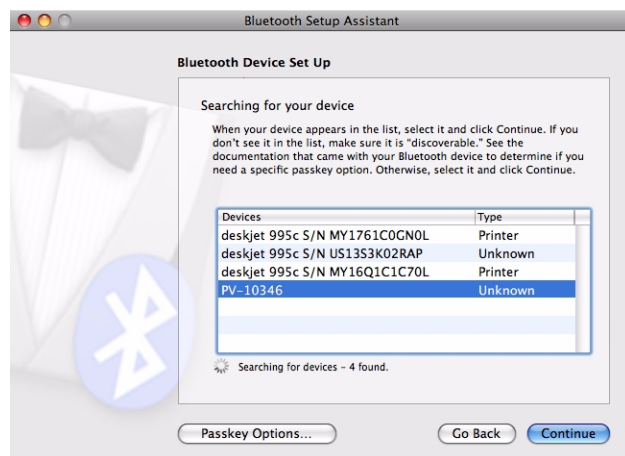 Bluetooth Setup Assistant
Bluetooth Device Set Up
Searching for your device
When your device appears in the list, select it and click Continue. If you
don't see it in the list, make sure it is "discoverable." See the
documentation that came with your Bluetooth device to determine if you
need a specific passkey option. Otherwise, select it and click Continue.
Devices Type
deskjet 995c S/N MY1761C0GN0L Printer
deskjet 995c S/N US13S3K02RAP Unknown
deskjet 995c S/N MY16Q1C1C70L Printer
PV-10346 Unknown
Searching for devices - 4 found.
Passkey Options... Go Back Continue